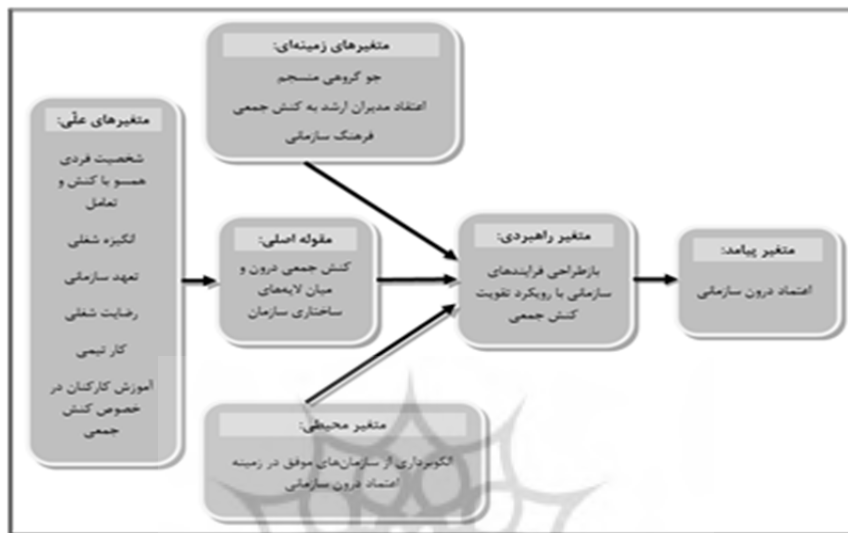 متغیرهای زمینه‌ای:
جو گروهی منسجم
اعتقاد مدیران ارشد به کنش جمعی
فرهنگ سازمانی
متغیرهای علّی:
شخصیت فردی
همسو با کنش و
تعامل
انگیزه شغلی
تعهد سازمانی
رضایت شغلی
کار تیمی
آموزش کارکنان در
خصوص کنش
جمعی
مقوله اصلی:
کنش جمعی درون و
میان لایه‌های
ساختاری سازمان
متغیر راهبردی:
بازطراحی فرایندهای
سازمانی با رویکرد تقویت
کنش جمعی
متغیر پیامد:
اعتماد درون سازمانی
متغیر محیطی:
الگوبرداری از سازمان‌های موفق در زمینه
اعتماد درون سازمانی